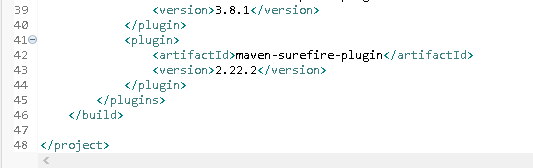 39 <version>3.8.1</version>
40 </plugin>
41 <plugin>
42 <artifactId>maven-surefire-plugin</artifactId>
43 <version>2.22.2</version>
44 </plugin>
45 </plugins>
46 </build>
47
48 </project>